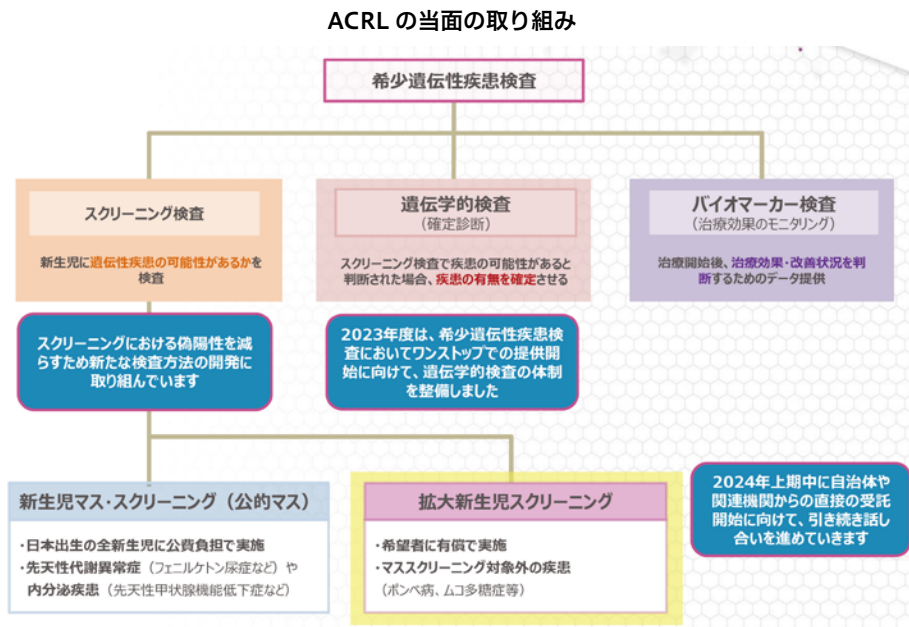 ACRL の当面の取り組み
希少遺伝性疾患検査
スクリーニング検査
新生児に遺伝性疾患の可能性があるかを
検査
遺伝学的検査
（確定診断）
スクリーニング検査で疾患の可能性があると
判断された場合、疾患の有無を確定させる
バイオマーカー検査
（治療効果のモニタリング）
治療開始後、治療効果・改善状況を判
断するためのデータ提供
スクリーニングにおける偽陽性を減
らすため新たな検査方法の開発に
取り組んでいます
2023年度は、希少遺伝性疾患検
査においてワンストップでの提供開
始に向けて、遺伝学的検査の体制
を整備しました
新生児マス・スクリーニング（公的マス）
・日本出生の全新生児に公費負担で実施
・先天性代謝異常症（フェニルケトン尿症など）や
内分泌疾患（先天性甲状腺機能低下症など）
拡大新生児スクリーニング
・希望者に有償で実施
・マススクリーニング対象外の疾患
（ポンペ病、ムコ多糖症等）
2024年上期中に自治体や
関連機関からの直接の受託
開始に向けて、引き続き話し
合いを進めていきます